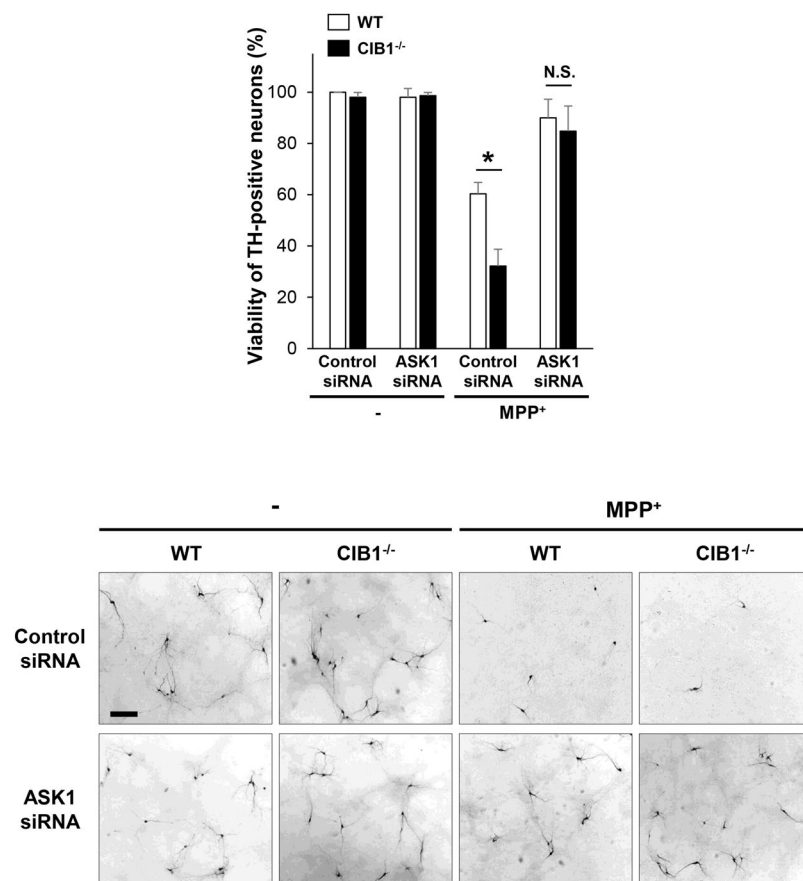 WT
CIB1⁻/⁻
Viability of TH-positive neurons (%)
100
80
60
40
20
0
*
N.S.
Control siRNA
ASK1 siRNA
Control siRNA
ASK1 siRNA
-
MPP⁺
-
MPP⁺
WT
CIB1⁻/⁻
WT
CIB1⁻/⁻
Control
siRNA
ASK1
siRNA